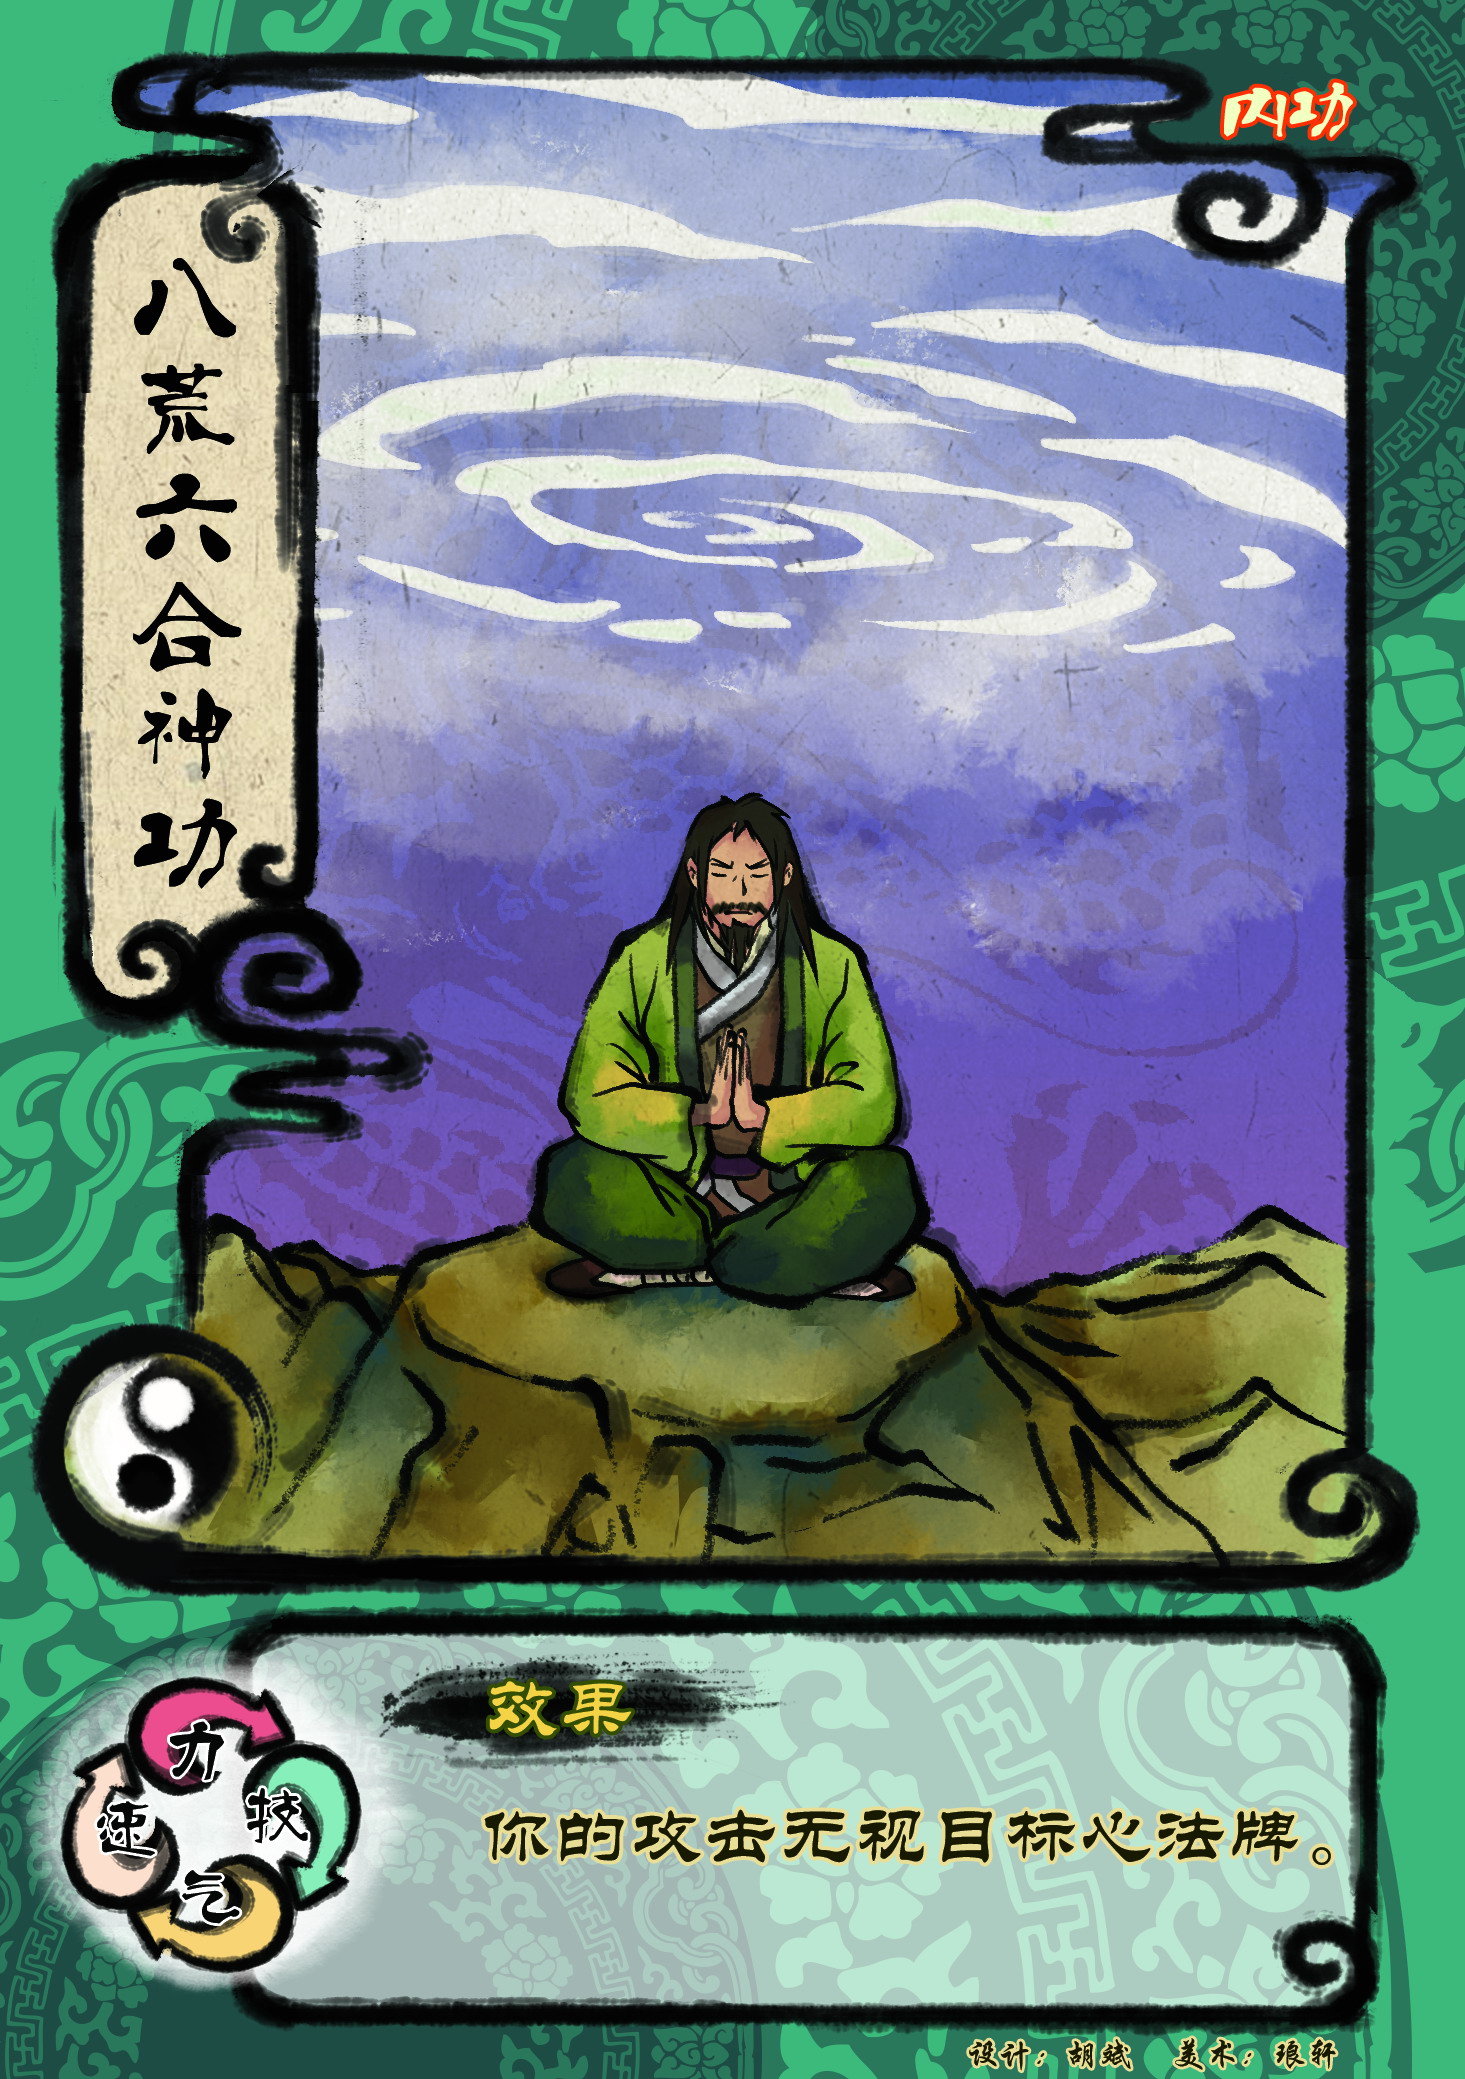 内功
八荒六合神功
力
技
速
气
效果
你的攻击无视目标心法牌。
设计：胡斌 美术：琅轩